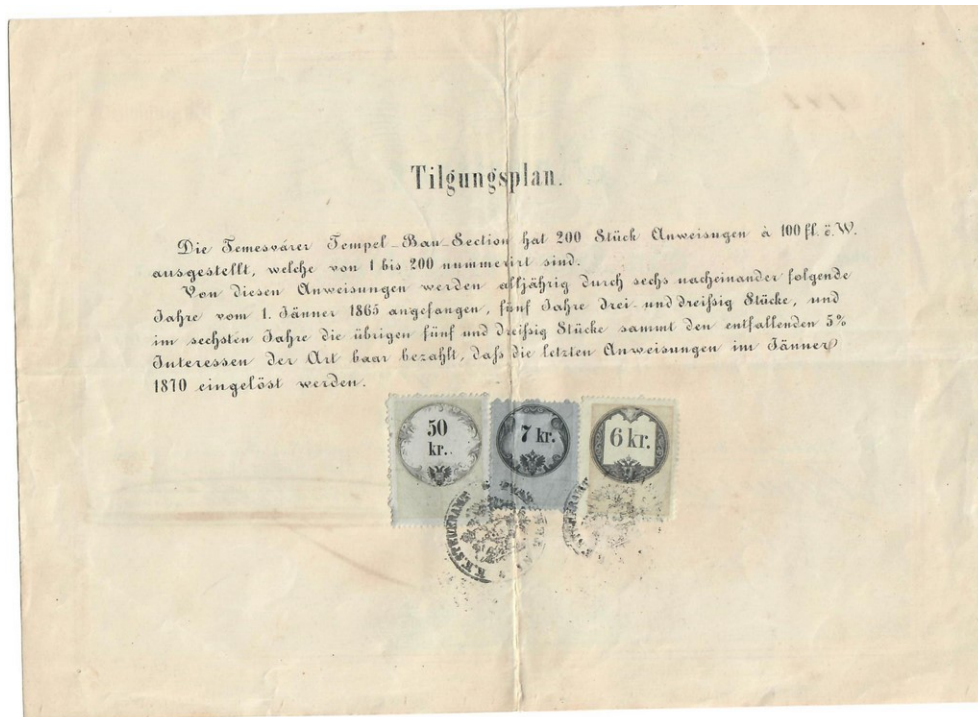 Tilgungsplan.
Die Temesvárer Tempel-Bau-Section hat 200 Stück Anweisugen à 100 fl. ö. W.
ausgestellt, welche von 1 bis 200 nummerirt sind.
Von diesen Anweisungen werden alljährig durch sechs nacheinander folgende
Jahre vom 1. Jänner 1865 angefangen, fünf Jahre drei- und dreißig Stücke, und
im sechsten Jahre die übrigen fünf und dreißig Stücke sammt den entfallenden 5%
Interessen der Art baar bezahlt, daß die letzten Anweisungen im Jänner
1870 eingelöst werden.
50 kr.
7 kr.
6 kr.
K.K. STEUERAMT